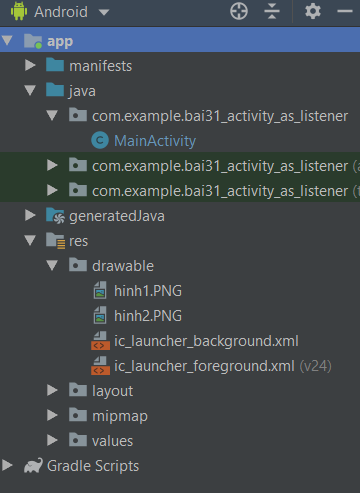 Android
app
manifests
java
com.example.bai31_activity_as_listener
MainActivity
com.example.bai31_activity_as_listener (
com.example.bai31_activity_as_listener (
generatedJava
res
drawable
hinh1.PNG
hinh2.PNG
ic_launcher_background.xml
ic_launcher_foreground.xml (v24)
layout
mipmap
values
Gradle Scripts